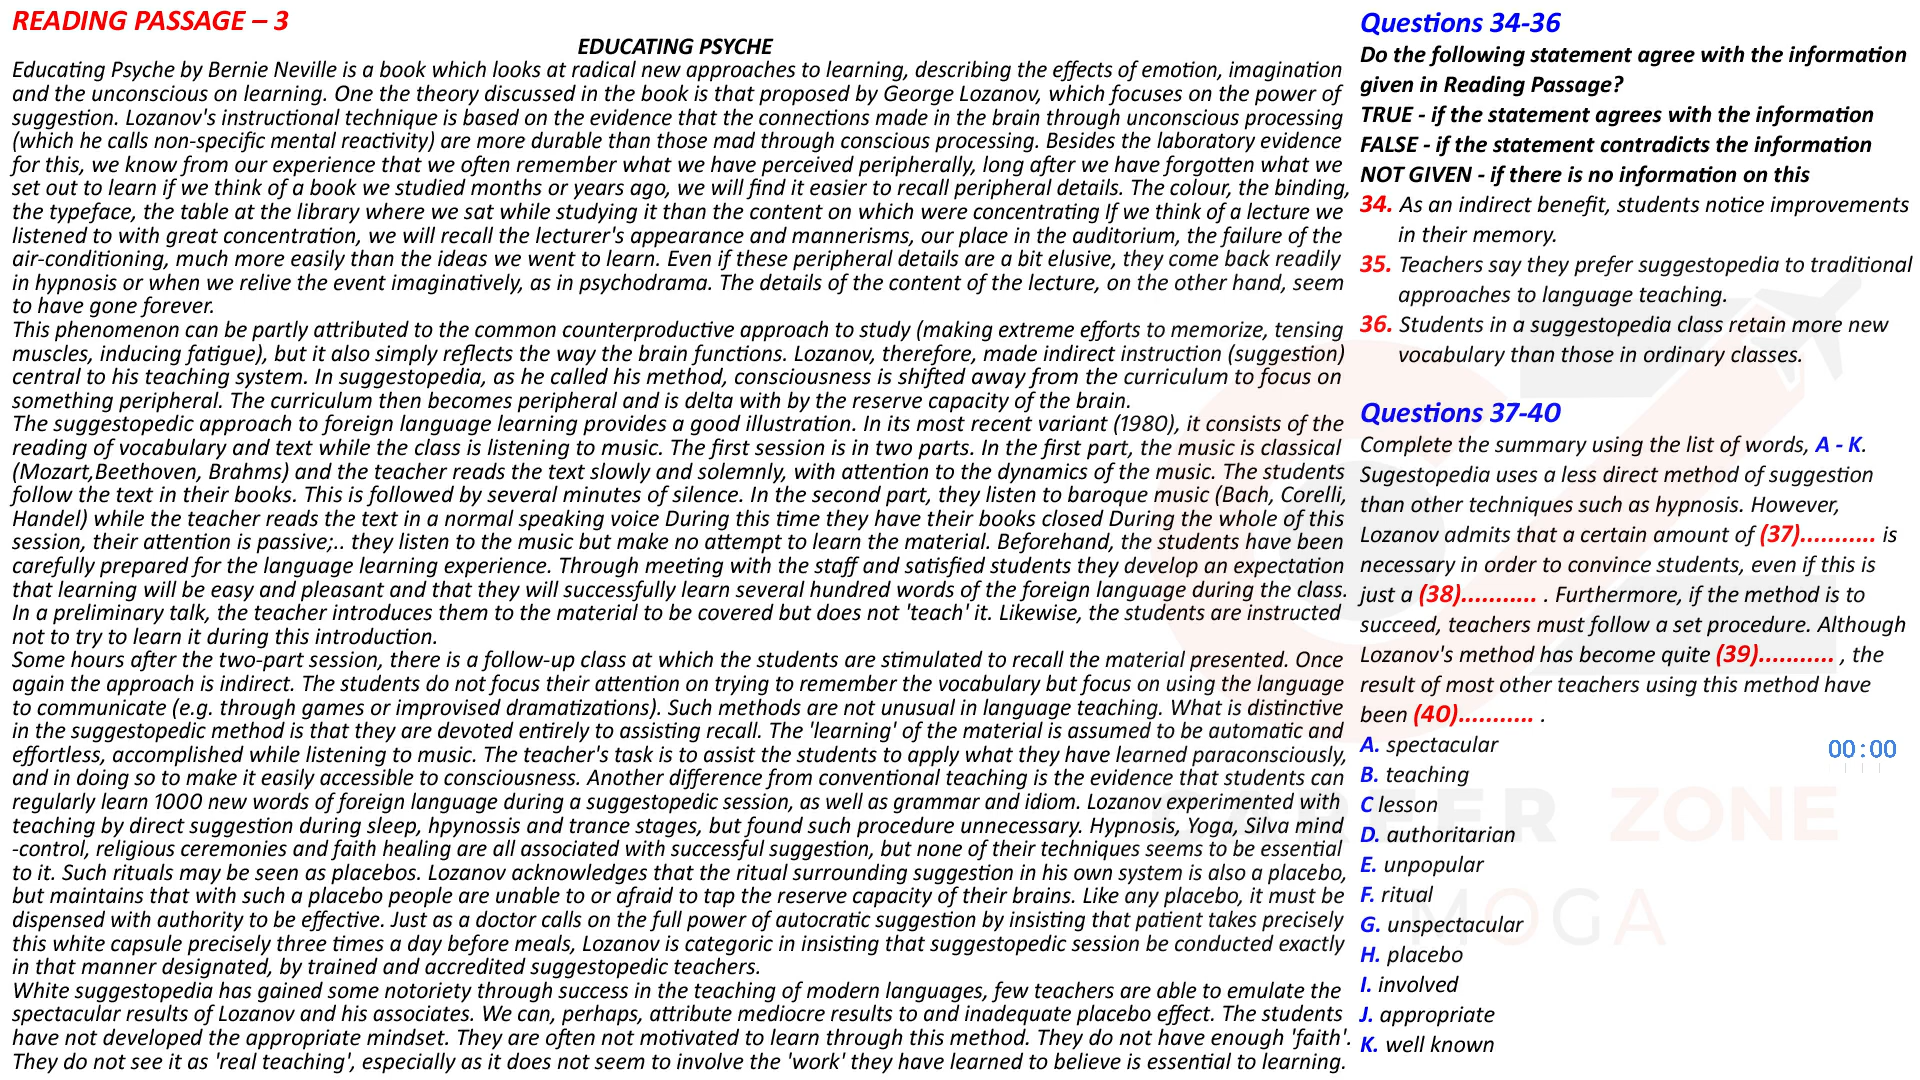 READING PASSAGE – 3
EDUCATING PSYCHE
Educating Psyche by Bernie Neville is a book which looks at radical new approaches to learning, describing the effects of emotion, imagination
and the unconscious on learning. One the theory discussed in the book is that proposed by George Lozanov, which focuses on the power of
suggestion. Lozanov's instructional technique is based on the evidence that the connections made in the brain through unconscious processing
(which he calls non-specific mental reactivity) are more durable than those mad through conscious processing. Besides the laboratory evidence
for this, we know from our experience that we often remember what we have perceived peripherally, long after we have forgotten what we
set out to learn if we think of a book we studied months or years ago, we will find it easier to recall peripheral details. The colour, the binding,
the typeface, the table at the library where we sat while studying it than the content on which were concentrating If we think of a lecture we
listened to with great concentration, we will recall the lecturer's appearance and mannerisms, our place in the auditorium, the failure of the
air-conditioning, much more easily than the ideas we went to learn. Even if these peripheral details are a bit elusive, they come back readily
in hypnosis or when we relive the event imaginatively, as in psychodrama. The details of the content of the lecture, on the other hand, seem
to have gone forever.
This phenomenon can be partly attributed to the common counterproductive approach to study (making extreme efforts to memorize, tensing
muscles, inducing fatigue), but it also simply reflects the way the brain functions. Lozanov, therefore, made indirect instruction (suggestion)
central to his teaching system. In suggestopedia, as he called his method, consciousness is shifted away from the curriculum to focus on
something peripheral. The curriculum then becomes peripheral and is delta with by the reserve capacity of the brain.
The suggestopedic approach to foreign language learning provides a good illustration. In its most recent variant (1980), it consists of the
reading of vocabulary and text while the class is listening to music. The first session is in two parts. In the first part, the music is classical
(Mozart,Beethoven, Brahms) and the teacher reads the text slowly and solemnly, with attention to the dynamics of the music. The students
follow the text in their books. This is followed by several minutes of silence. In the second part, they listen to baroque music (Bach, Corelli,
Handel) while the teacher reads the text in a normal speaking voice During this time they have their books closed During the whole of this
session, their attention is passive;.. they listen to the music but make no attempt to learn the material. Beforehand, the students have been
carefully prepared for the language learning experience. Through meeting with the staff and satisfied students they develop an expectation
that learning will be easy and pleasant and that they will successfully learn several hundred words of the foreign language during the class.
In a preliminary talk, the teacher introduces them to the material to be covered but does not 'teach' it. Likewise, the students are instructed
not to try to learn it during this introduction.
Some hours after the two-part session, there is a follow-up class at which the students are stimulated to recall the material presented. Once
again the approach is indirect. The students do not focus their attention on trying to remember the vocabulary but focus on using the language
to communicate (e.g. through games or improvised dramatizations). Such methods are not unusual in language teaching. What is distinctive
in the suggestopedic method is that they are devoted entirely to assisting recall. The 'learning' of the material is assumed to be automatic and
effortless, accomplished while listening to music. The teacher's task is to assist the students to apply what they have learned paraconsciously,
and in doing so to make it easily accessible to consciousness. Another difference from conventional teaching is the evidence that students can
regularly learn 1000 new words of foreign language during a suggestopedic session, as well as grammar and idiom. Lozanov experimented with
teaching by direct suggestion during sleep, hpynossis and trance stages, but found such procedure unnecessary. Hypnosis, Yoga, Silva mind
-control, religious ceremonies and faith healing are all associated with successful suggestion, but none of their techniques seems to be essential
to it. Such rituals may be seen as placebos. Lozanov acknowledges that the ritual surrounding suggestion in his own system is also a placebo,
but maintains that with such a placebo people are unable to or afraid to tap the reserve capacity of their brains. Like any placebo, it must be
dispensed with authority to be effective. Just as a doctor calls on the full power of autocratic suggestion by insisting that patient takes precisely
this white capsule precisely three times a day before meals, Lozanov is categoric in insisting that suggestopedic session be conducted exactly
in that manner designated, by trained and accredited suggestopedic teachers.
White suggestopedia has gained some notoriety through success in the teaching of modern languages, few teachers are able to emulate the
spectacular results of Lozanov and his associates. We can, perhaps, attribute mediocre results to and inadequate placebo effect. The students
have not developed the appropriate mindset. They are often not motivated to learn through this method. They do not have enough 'faith'.
They do not see it as 'real teaching', especially as it does not seem to involve the 'work' they have learned to believe is essential to learning.
Questions 34-36
Do the following statement agree with the information
given in Reading Passage?
TRUE - if the statement agrees with the information
FALSE - if the statement contradicts the information
NOT GIVEN - if there is no information on this
34. As an indirect benefit, students notice improvements
in their memory.
35. Teachers say they prefer suggestopedia to traditional
approaches to language teaching.
36. Students in a suggestopedia class retain more new
vocabulary than those in ordinary classes.
Questions 37-40
Complete the summary using the list of words, A - K.
Sugestopedia uses a less direct method of suggestion
than other techniques such as hypnosis. However,
Lozanov admits that a certain amount of (37)........... is
necessary in order to convince students, even if this is
just a (38)........... . Furthermore, if the method is to
succeed, teachers must follow a set procedure. Although
Lozanov's method has become quite (39)........... , the
result of most other teachers using this method have
been (40)........... .
A. spectacular
B. teaching
C lesson
D. authoritarian
E. unpopular
F. ritual
G. unspectacular
H. placebo
I. involved
J. appropriate
K. well known
00:00
CAREER ZONE
MOGA